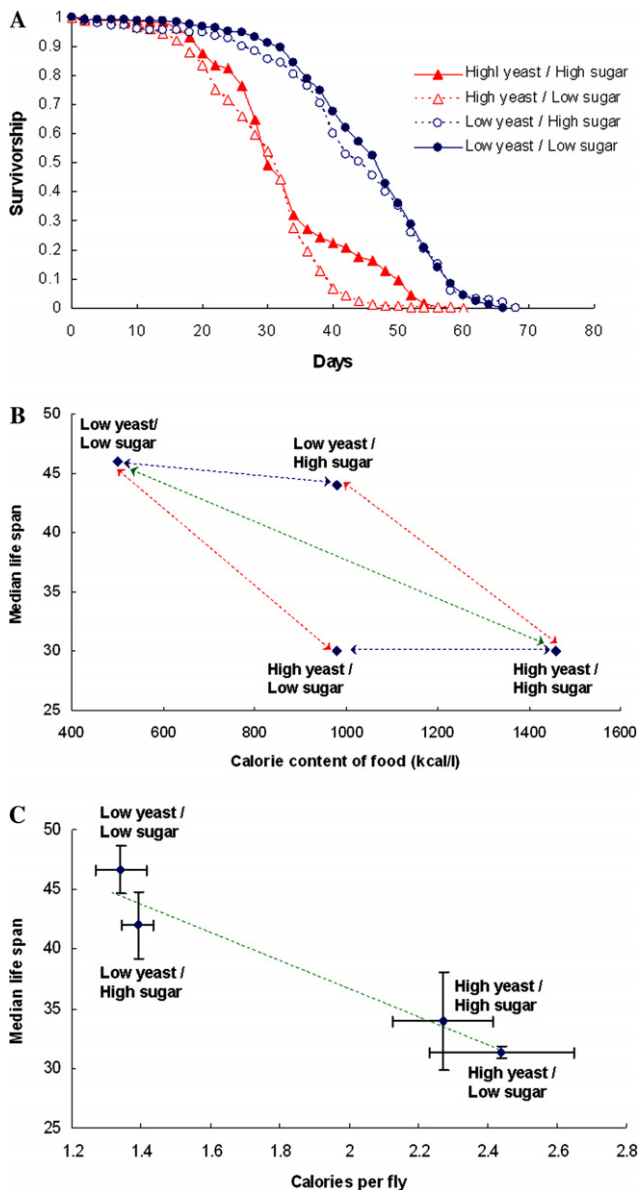 A
Survivorship
1
0.9
0.8
0.7
0.6
0.5
0.4
0.3
0.2
0.1
0
Highl yeast / High sugar
High yeast / Low sugar
Low yeast / High sugar
Low yeast / Low sugar
0 10 20 30 40 50 60 70 80
Days
B
Median life span
50
45
40
35
30
25
Low yeast/
Low sugar
Low yeast /
High sugar
High yeast /
Low sugar
High yeast /
High sugar
400 600 800 1000 1200 1400 1600
Calorie content of food (kcal/l)
C
Median life span
50
45
40
35
30
25
Low yeast /
Low sugar
Low yeast /
High sugar
High yeast /
High sugar
High yeast /
Low sugar
1.2 1.4 1.6 1.8 2 2.2 2.4 2.6 2.8
Calories per fly